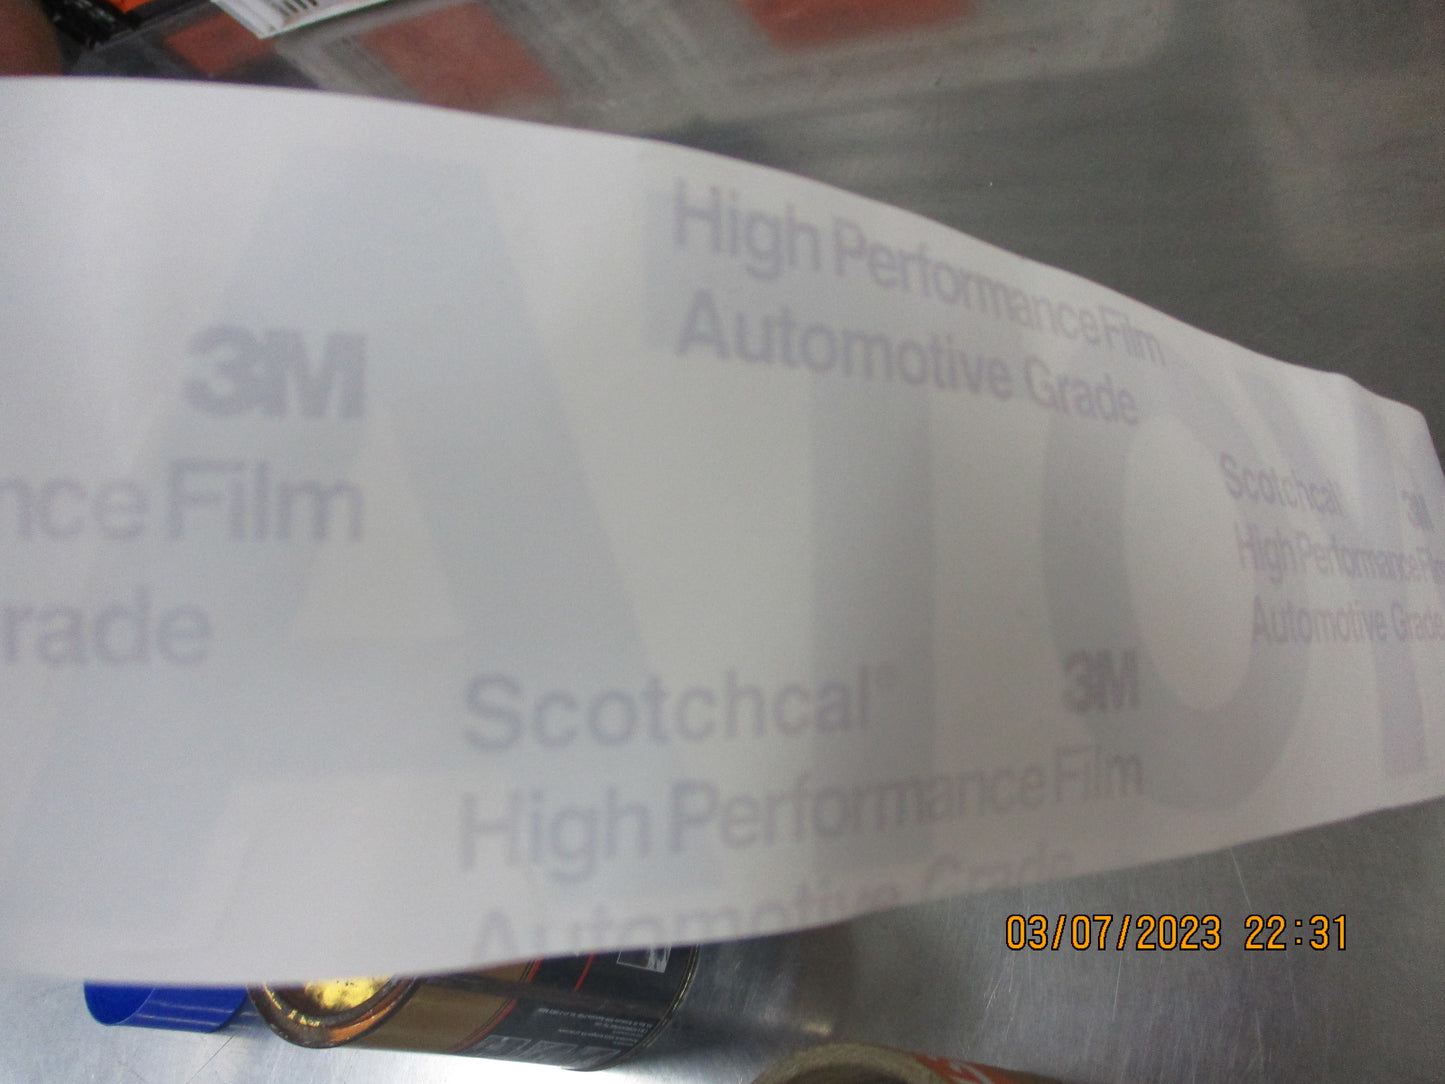 High Performance Film
Automotive Grade
3M
nce Film
rade
Scotchcal 3M
High Performance Film
Automotive Grade
Scotchcal® 3M
High Performance Film
Automotive Grade
03/07/2023 22:31